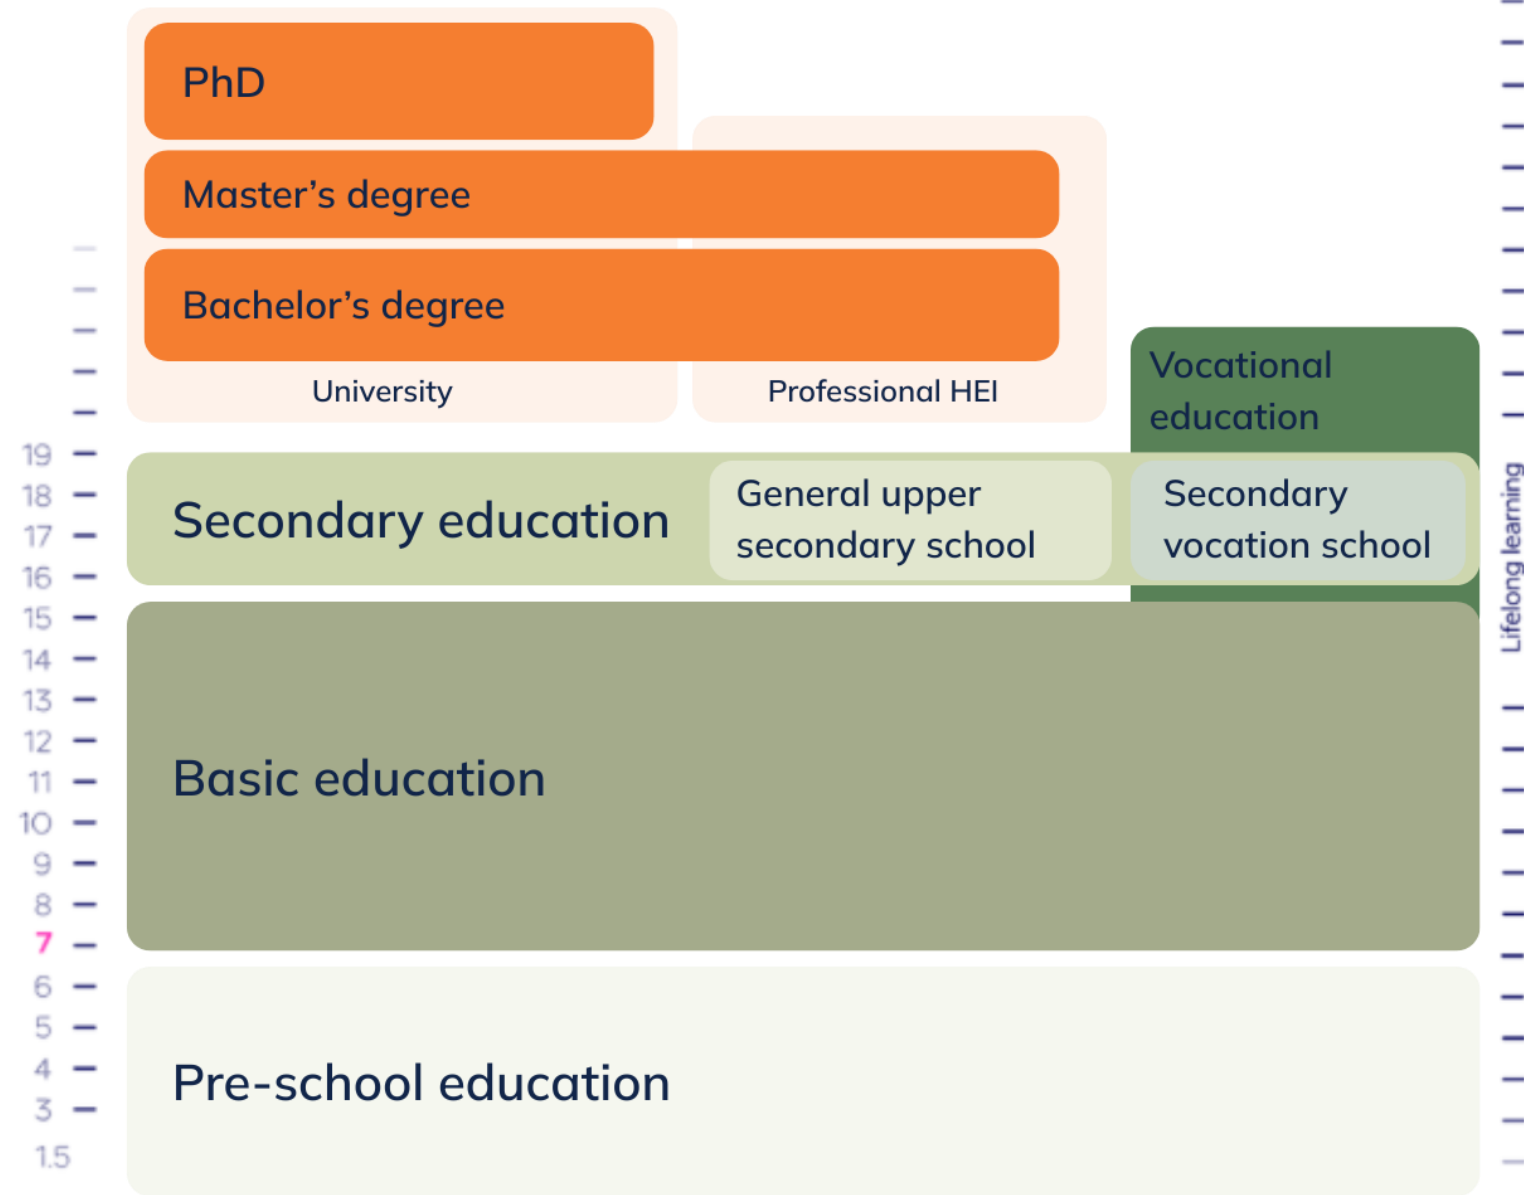 PhD
Master's degree
Bachelor's degree
University
Professional HEI
Vocational
education
19
18
17
16
15
14
13
12
11
10
9
8
7
6
5
4
3
1.5
Secondary education
General upper
secondary school
Secondary
vocation school
Basic education
Pre-school education
Lifelong learning